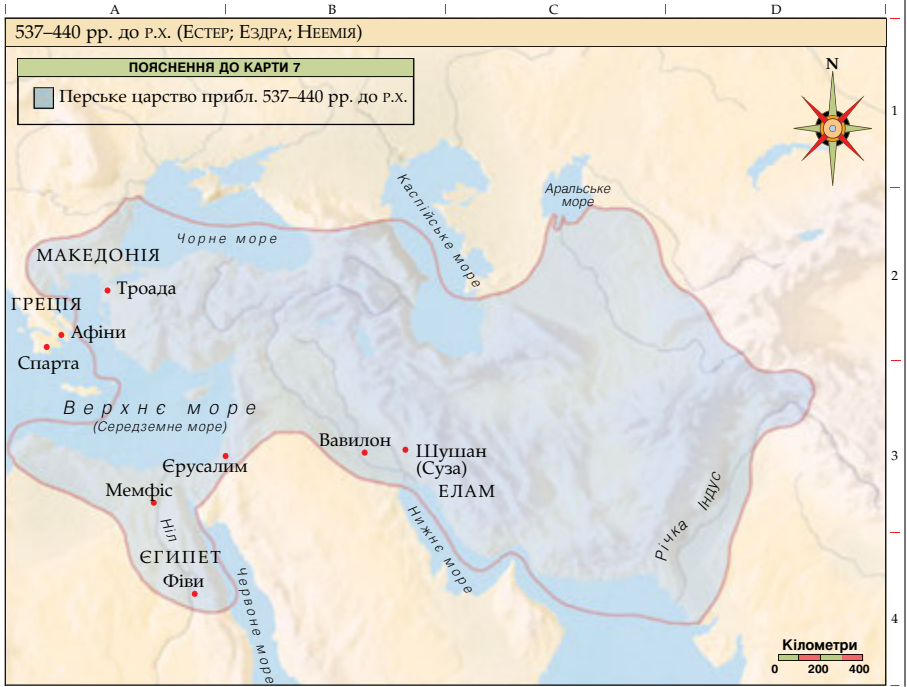 A B C D
537–440 рр. до Р.Х. (Естер; Ездра; Неемія)
ПОЯСНЕННЯ ДО КАРТИ 7
Перське царство прибл. 537–440 рр. до Р.Х.
N
1
Каспійське море
Аральське
море
Чорне море
МАКЕДОНІЯ
2
Троада
ГРЕЦІЯ
Афіни
Спарта
Верхнє море
(Середземне море)
Вавилон
Шушан
(Суза)
3
Єрусалим
Мемфіс
ЕЛАМ
Річка Індус
Ніл
Нижнє море
ЄГИПЕТ
Фіви
Червоне море
4
Кілометри
0 200 400